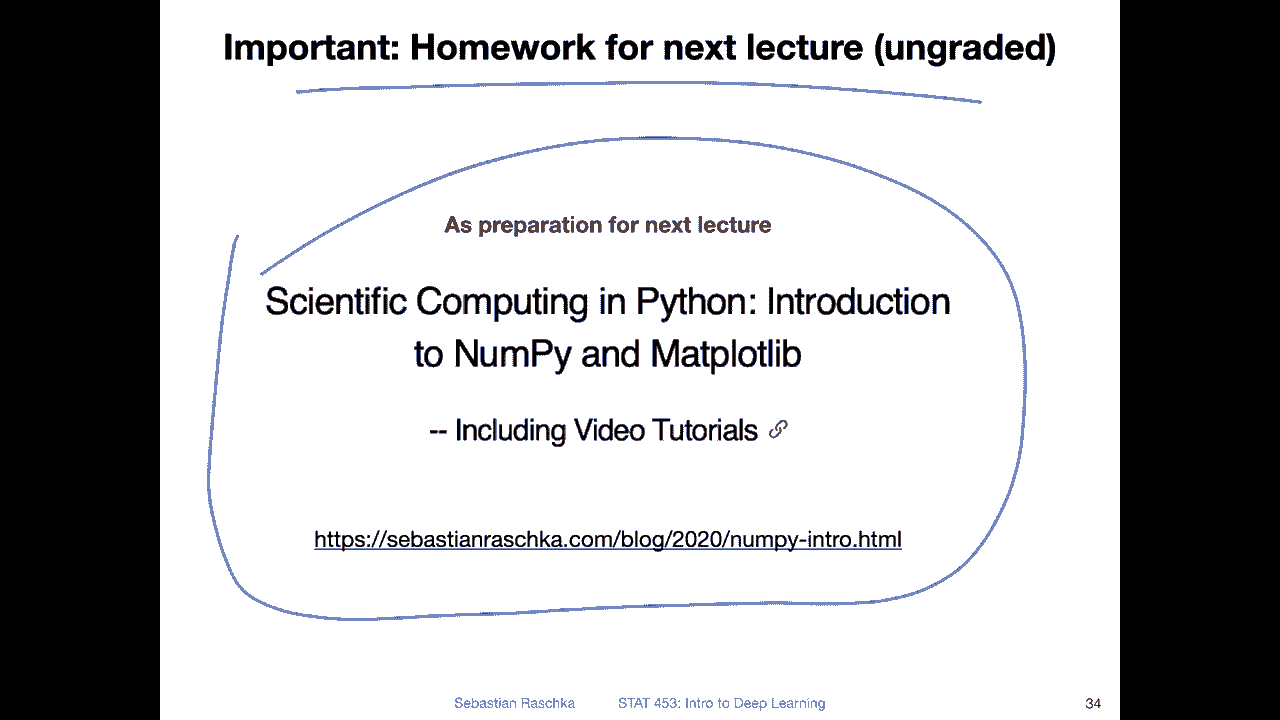 Important: Homework for next lecture (ungraded)
As preparation for next lecture
Scientific Computing in Python: Introduction
to NumPy and Matplotlib
-- Including Video Tutorials
https://sebastianraschka.com/blog/2020/numpy-intro.html
Sebastian Raschka STAT 453: Intro to Deep Learning 34